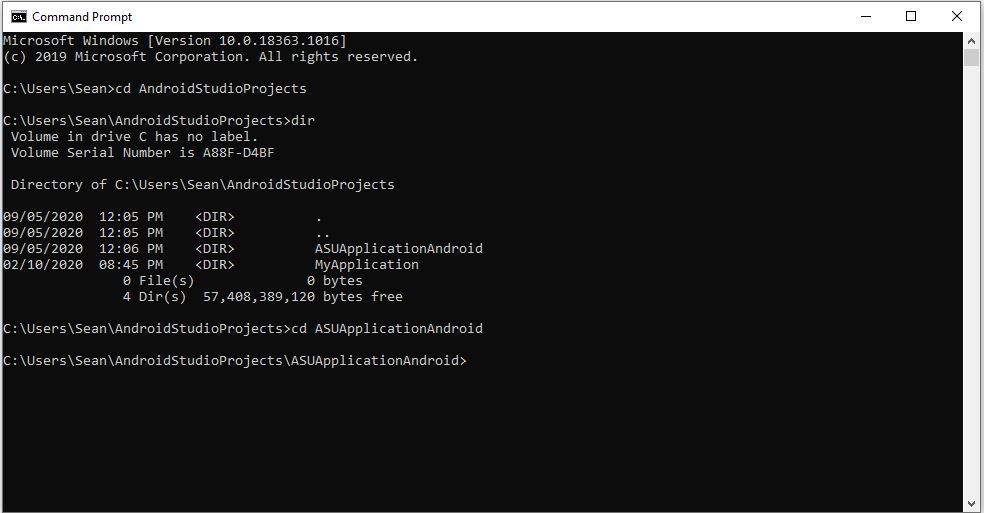 Command Prompt
Microsoft Windows [Version 10.0.18363.1016]
(c) 2019 Microsoft Corporation. All rights reserved.
C:\Users\Sean>cd AndroidStudioProjects
C:\Users\Sean\AndroidStudioProjects>dir
 Volume in drive C has no label.
 Volume Serial Number is A88F-D4BF
 Directory of C:\Users\Sean\AndroidStudioProjects
09/05/2020  12:05 PM    <DIR>          .
09/05/2020  12:05 PM    <DIR>          ..
09/05/2020  12:06 PM    <DIR>          ASUApplicationAndroid
02/10/2020  08:45 PM    <DIR>          MyApplication
               0 File(s)              0 bytes
               4 Dir(s)  57,408,389,120 bytes free
C:\Users\Sean\AndroidStudioProjects>cd ASUApplicationAndroid
C:\Users\Sean\AndroidStudioProjects\ASUApplicationAndroid>